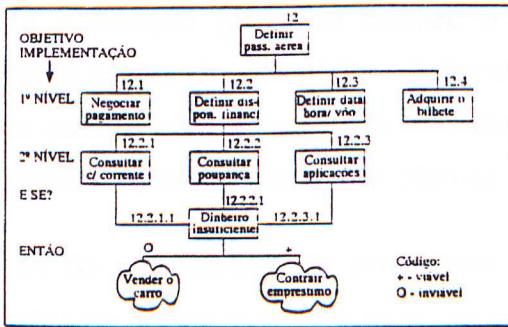 12
OBJETIVO
IMPLEMENTAÇÃO
Definir
pass. aerea
12.1
12.2
12.3
12.4
1º NÍVEL
Negociar
pagamento
Definir dis-
pon. financ.
Definir data
hora/ vôo
Adquirir o
bilhete
12.2.1
12.2.2
12.2.3
2º NÍVEL
Consultar
c/ corrente
Consultar
poupança
Consultar
aplicações
E SE?
12.2.1.1
12.2.2.1
12.2.3.1
Dinheiro
insuficiente
ENTÃO
O
+
Vender o
carro
Contrair
emprestimo
Código:
+ - viavel
O - inviável